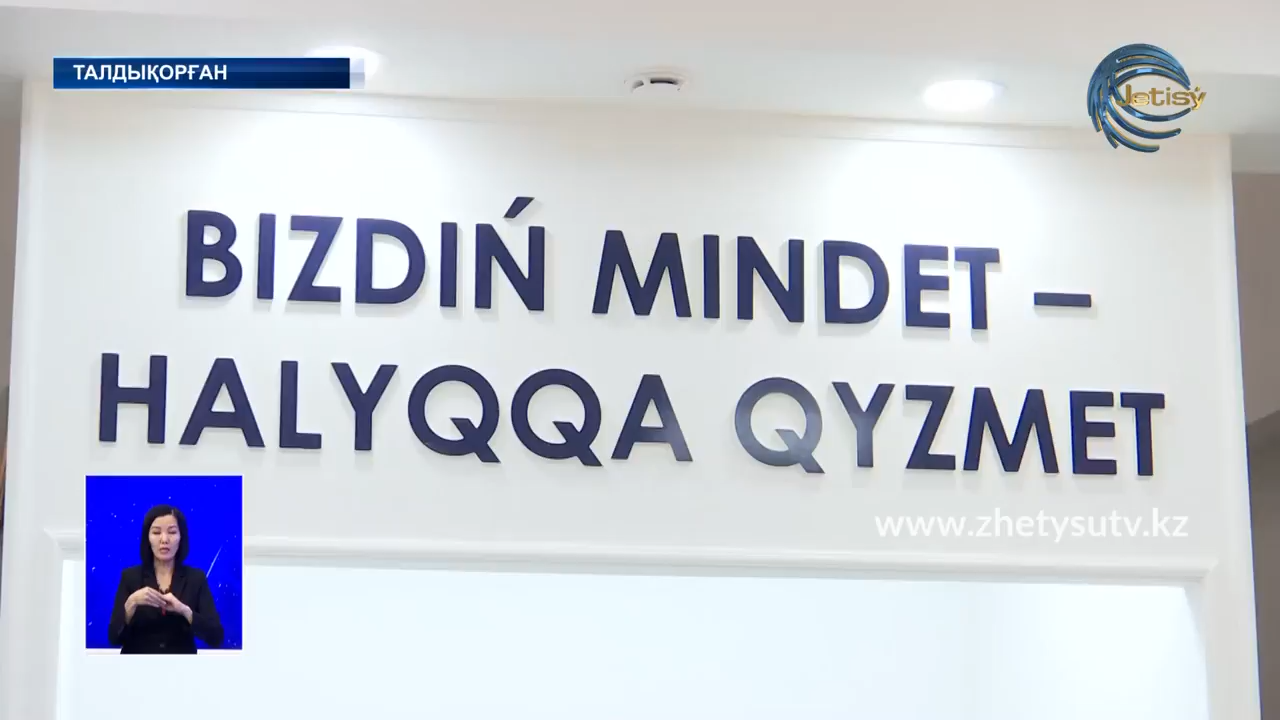 ТАЛДЫҚОРҒАН
Jetisý
BIZDIŃ MINDET –
HALYQQA QYZMET
www.zhetysutv.kz